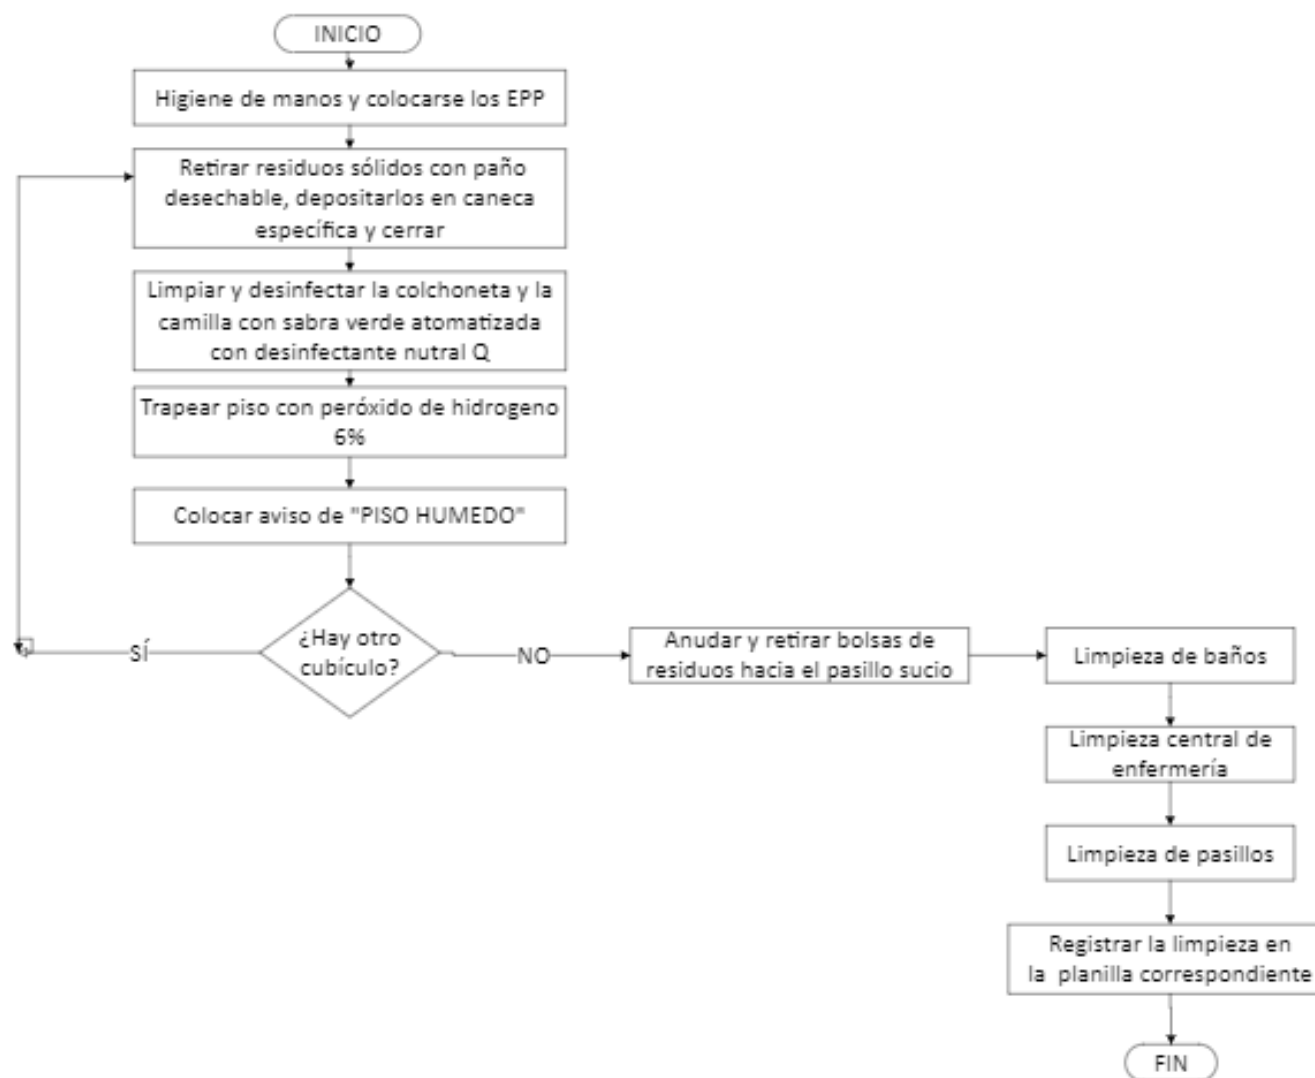 INICIO
Higiene de manos y colocarse los EPP
Retirar residuos sólidos con paño
desechable, depositarlos en caneca
específica y cerrar
Limpiar y desinfectar la colchoneta y la
camilla con sabra verde atomatizada
con desinfectante nutral Q
Trapear piso con peróxido de hidrogeno
6%
Colocar aviso de "PISO HUMEDO"
¿Hay otro
cubículo?
SÍ
NO
Anudar y retirar bolsas de
residuos hacia el pasillo sucio
Limpieza de baños
Limpieza central de
enfermería
Limpieza de pasillos
Registrar la limpieza en
la planilla correspondiente
FIN